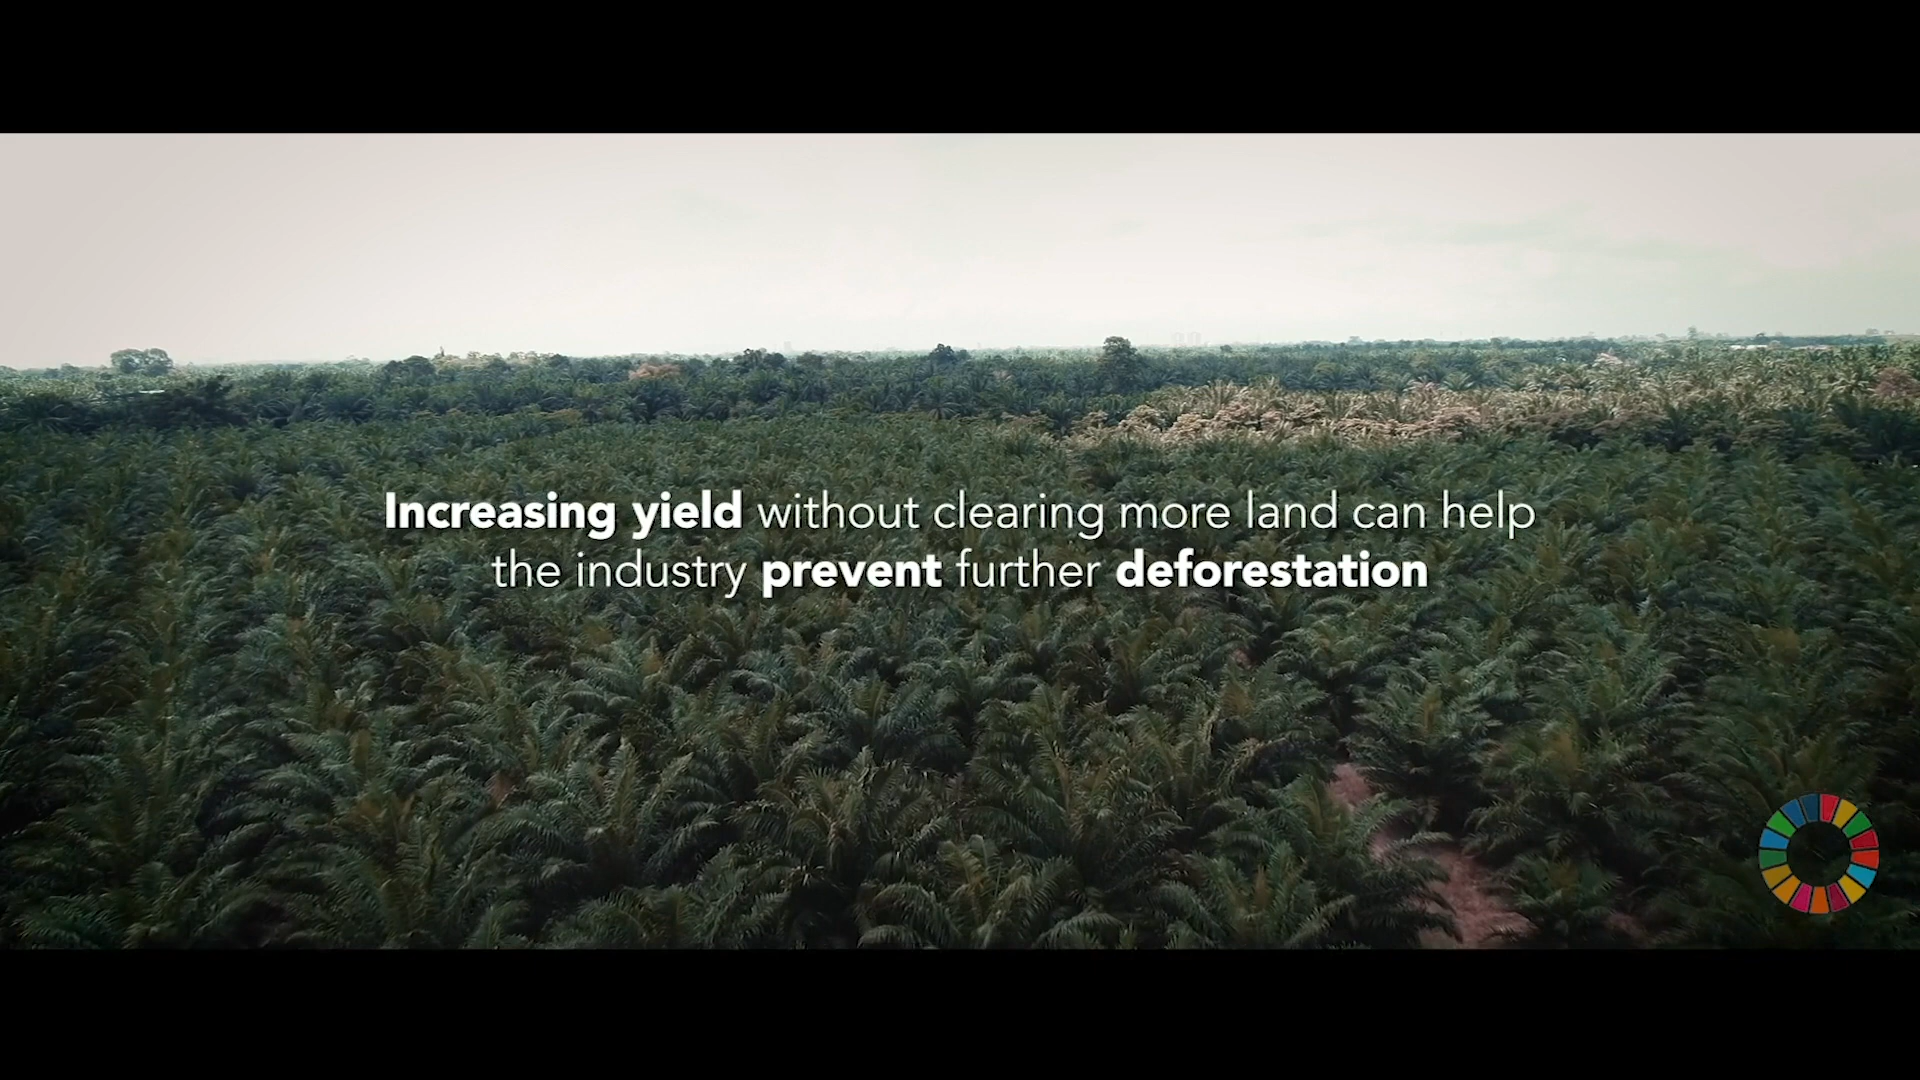 Increasing yield without clearing more land can help
the industry prevent further deforestation